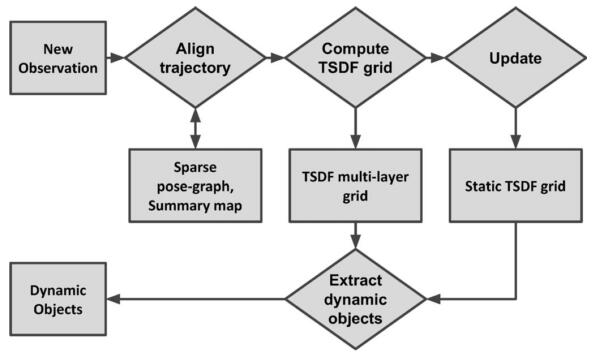 New
Observation
Align
trajectory
Compute
TSDF grid
Update
Sparse
pose-graph,
Summary map
TSDF multi-layer
grid
Static TSDF grid
Dynamic
Objects
Extract
dynamic
objects